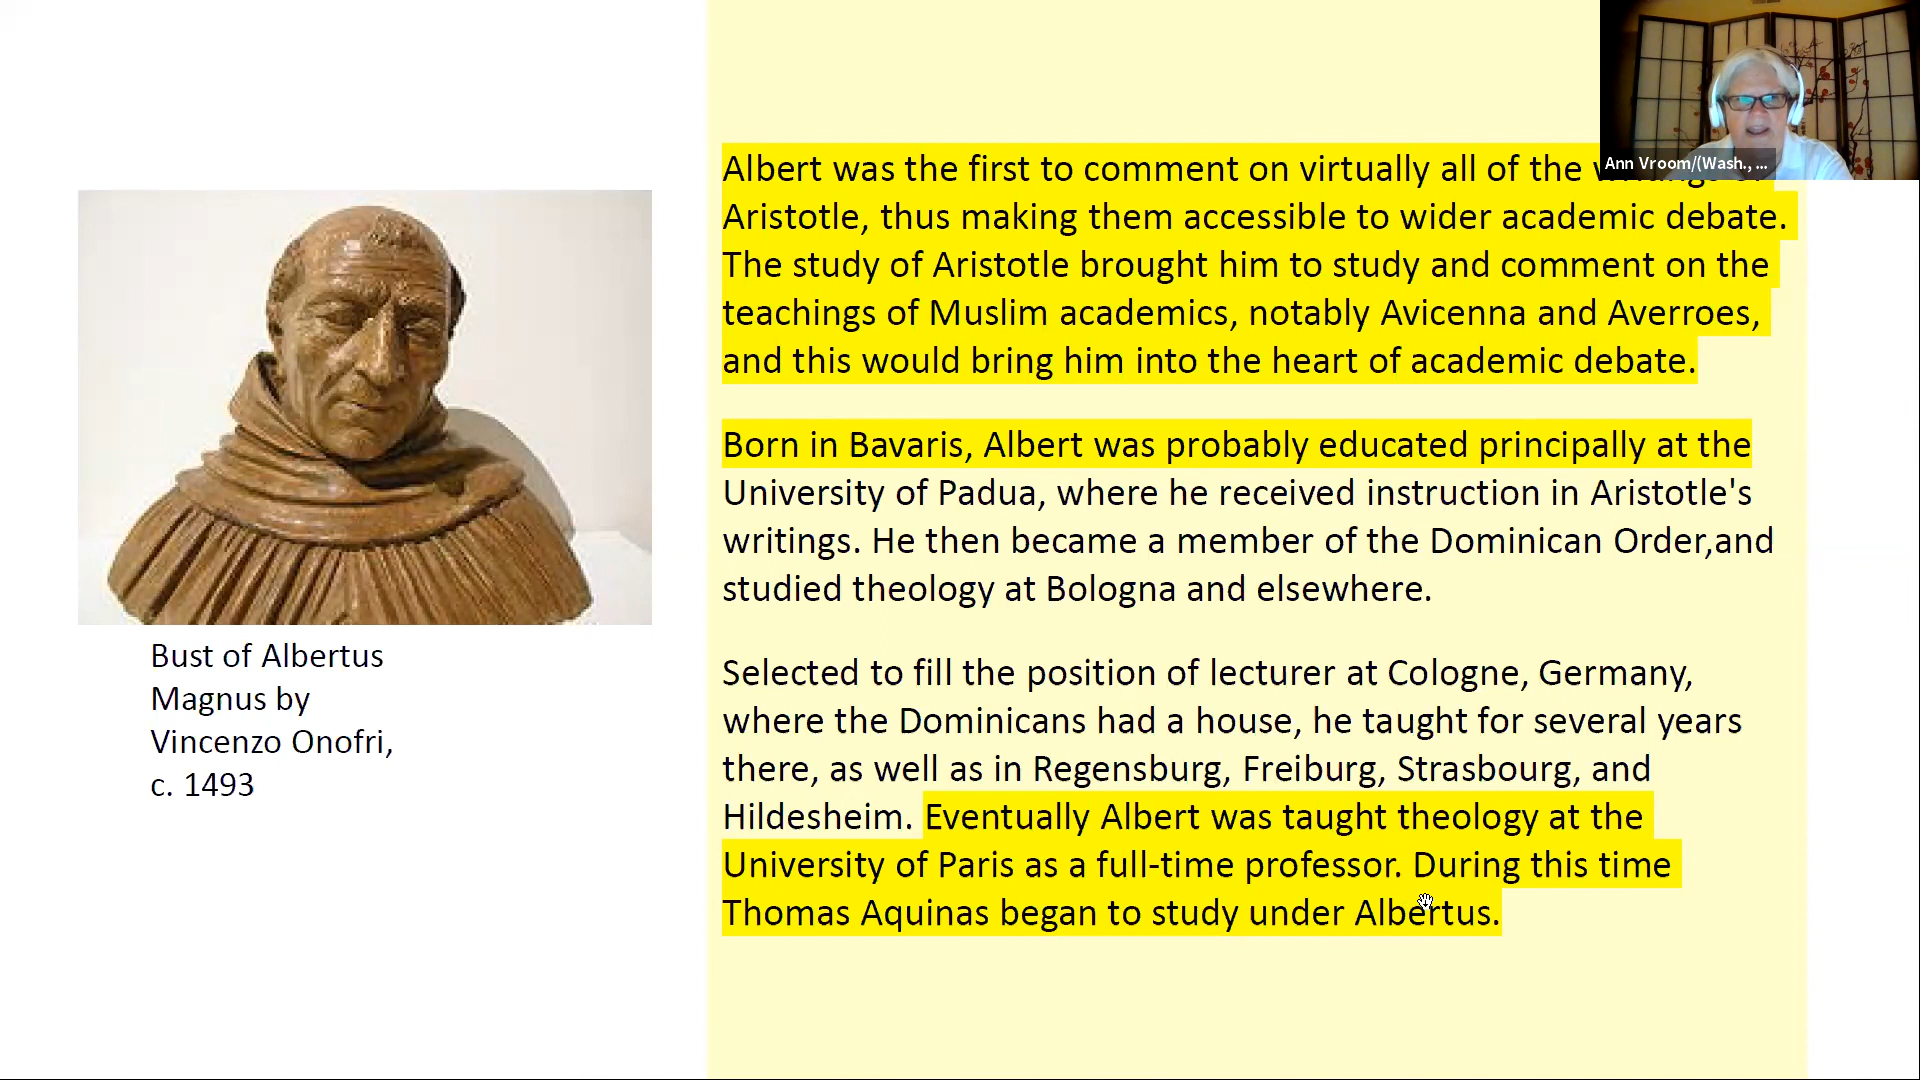 Albert was the first to comment on virtually all of the
Aristotle, thus making them accessible to wider academic debate.
The study of Aristotle brought him to study and comment on the
teachings of Muslim academics, notably Avicenna and Averroes,
and this would bring him into the heart of academic debate.
Born in Bavaris, Albert was probably educated principally at the
University of Padua, where he received instruction in Aristotle's
writings. He then became a member of the Dominican Order,and
studied theology at Bologna and elsewhere.
Selected to fill the position of lecturer at Cologne, Germany,
where the Dominicans had a house, he taught for several years
there, as well as in Regensburg, Freiburg, Strasbourg, and
Hildesheim. Eventually Albert was taught theology at the
University of Paris as a full-time professor. During this time
Thomas Aquinas began to study under Albertus.
Bust of Albertus
Magnus by
Vincenzo Onofri,
c. 1493
Ann Vroom/(Wash., ...